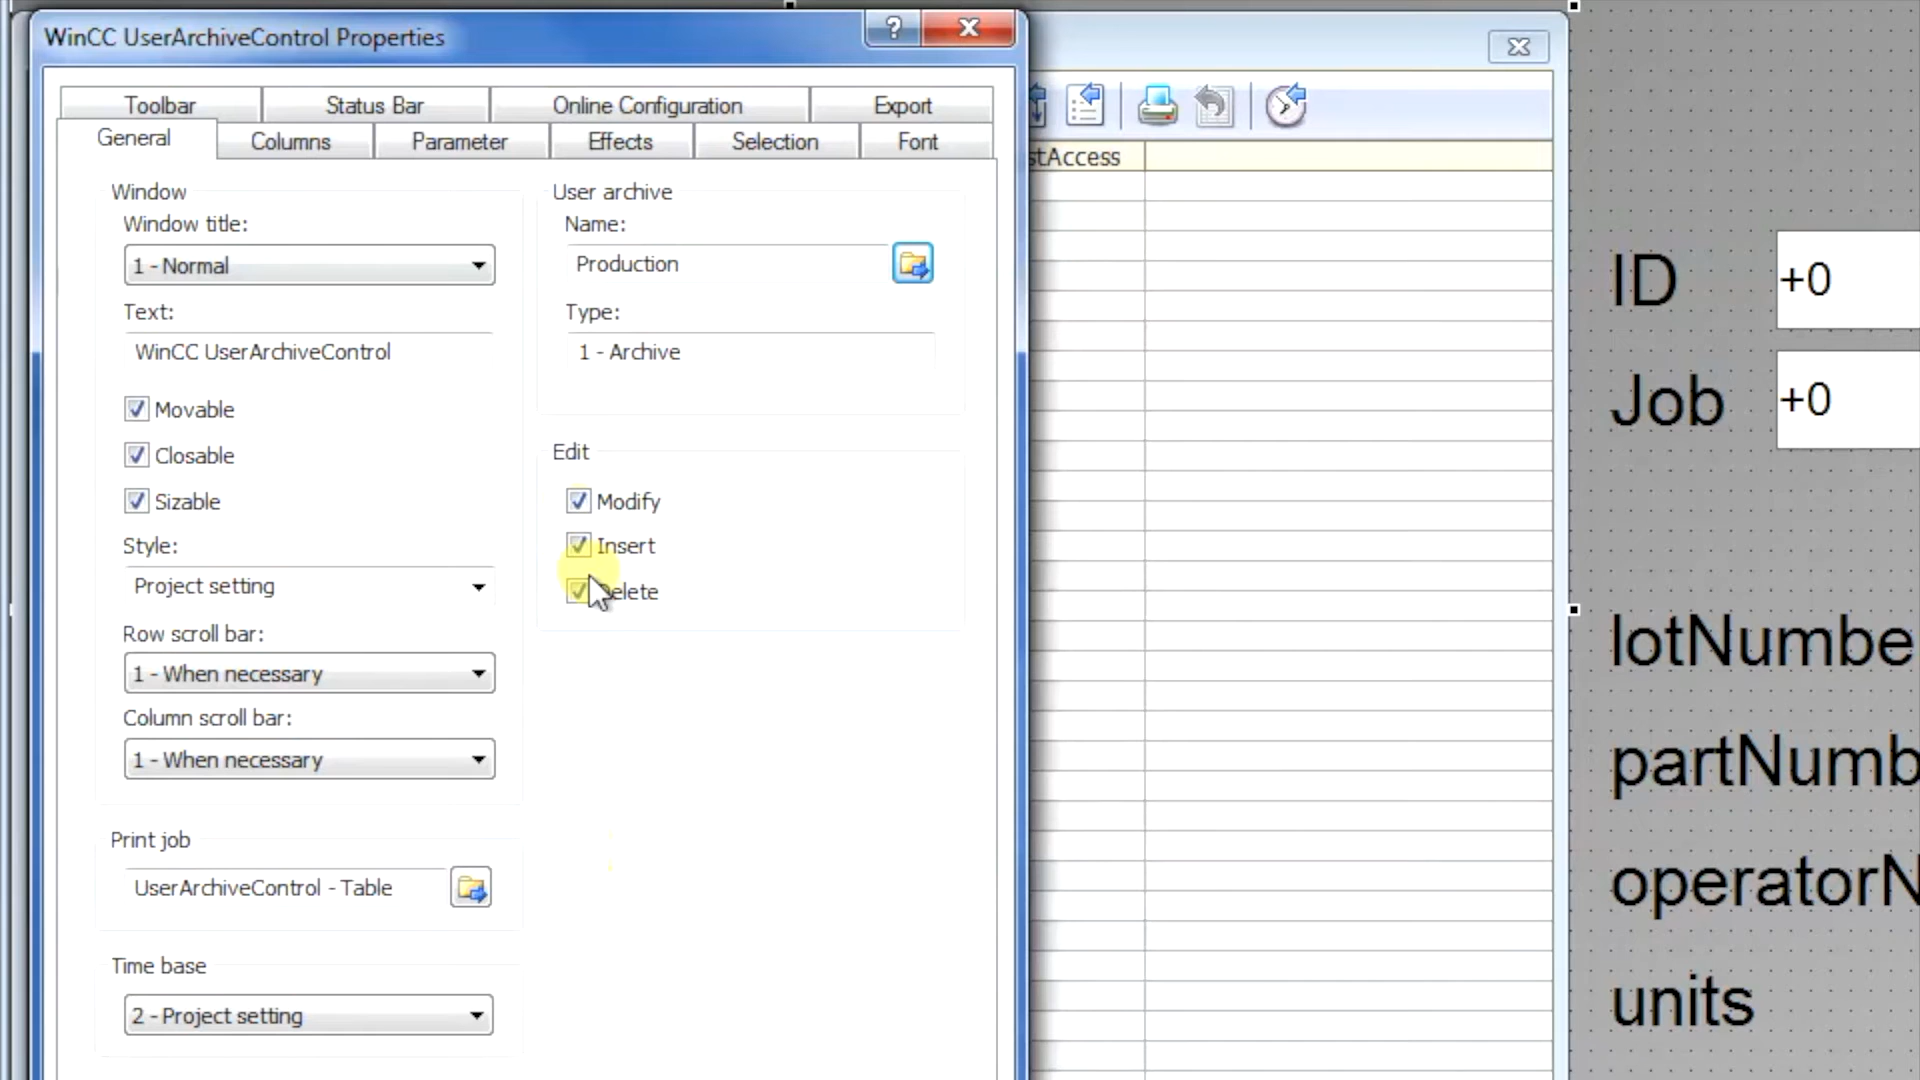 WinCC UserArchiveControl Properties
?
Toolbar
Status Bar
Online Configuration
Export
General
Columns
Parameter
Effects
Selection
Font
Window
Window title:
1 - Normal
Text:
WinCC UserArchiveControl
Movable
Closable
Sizable
Style:
Project setting
Row scroll bar:
1 - When necessary
Column scroll bar:
1 - When necessary
Print job
UserArchiveControl - Table
Time base
2 - Project setting
User archive
Name:
Production
Type:
1 - Archive
Edit
Modify
Insert
elete
stAccess
ID
+0
Job
+0
lotNumbe
partNumb
operatorN
units